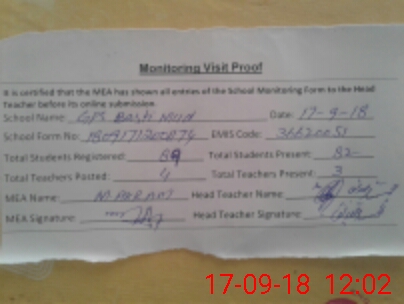 Monitoring Visit Proof
It is certified that the MEA has shown all entries of the School Monitoring Form to the Head
Teacher before its online submission.
School Name: GPS Basti Date: 17-9-18
School Form No: EMIS Code: 36620051
Total Students Registered: 89 Total Students Present: 82
Total Teachers Posted: 4 Total Teachers Present: 3
MEA Name: Head Teacher Name:
MEA Signature: Head Teacher Signature:
17-09-18 12:02